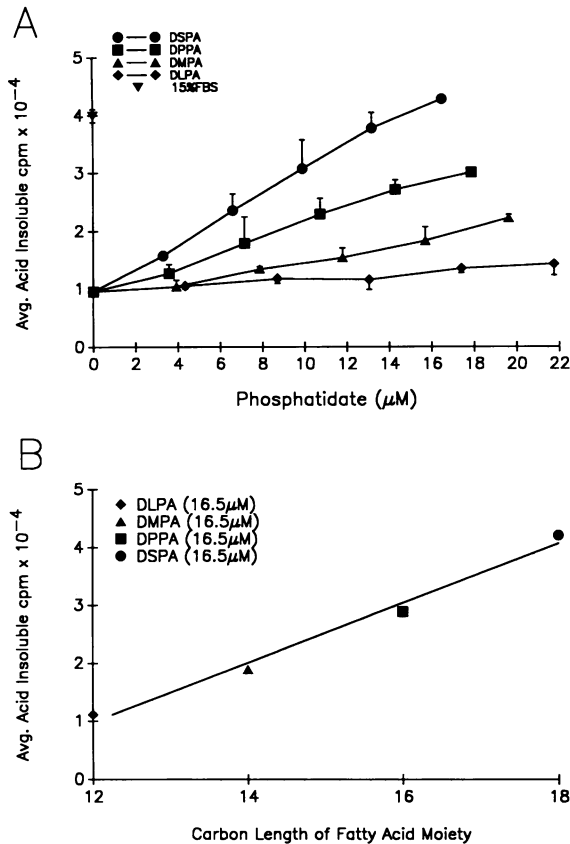 A
DSPA
DPPA
DMPA
DLPA
15%FBS
Avg. Acid Insoluble cpm x 10⁻⁴
5
4
3
2
1
0
0 2 4 6 8 10 12 14 16 18 20 22
Phosphatidate (μM)
B
DLPA (16.5μM)
DMPA (16.5μM)
DPPA (16.5μM)
DSPA (16.5μM)
Avg. Acid Insoluble cpm x 10⁻⁴
5
4
3
2
1
0
12 14 16 18
Carbon Length of Fatty Acid Moiety